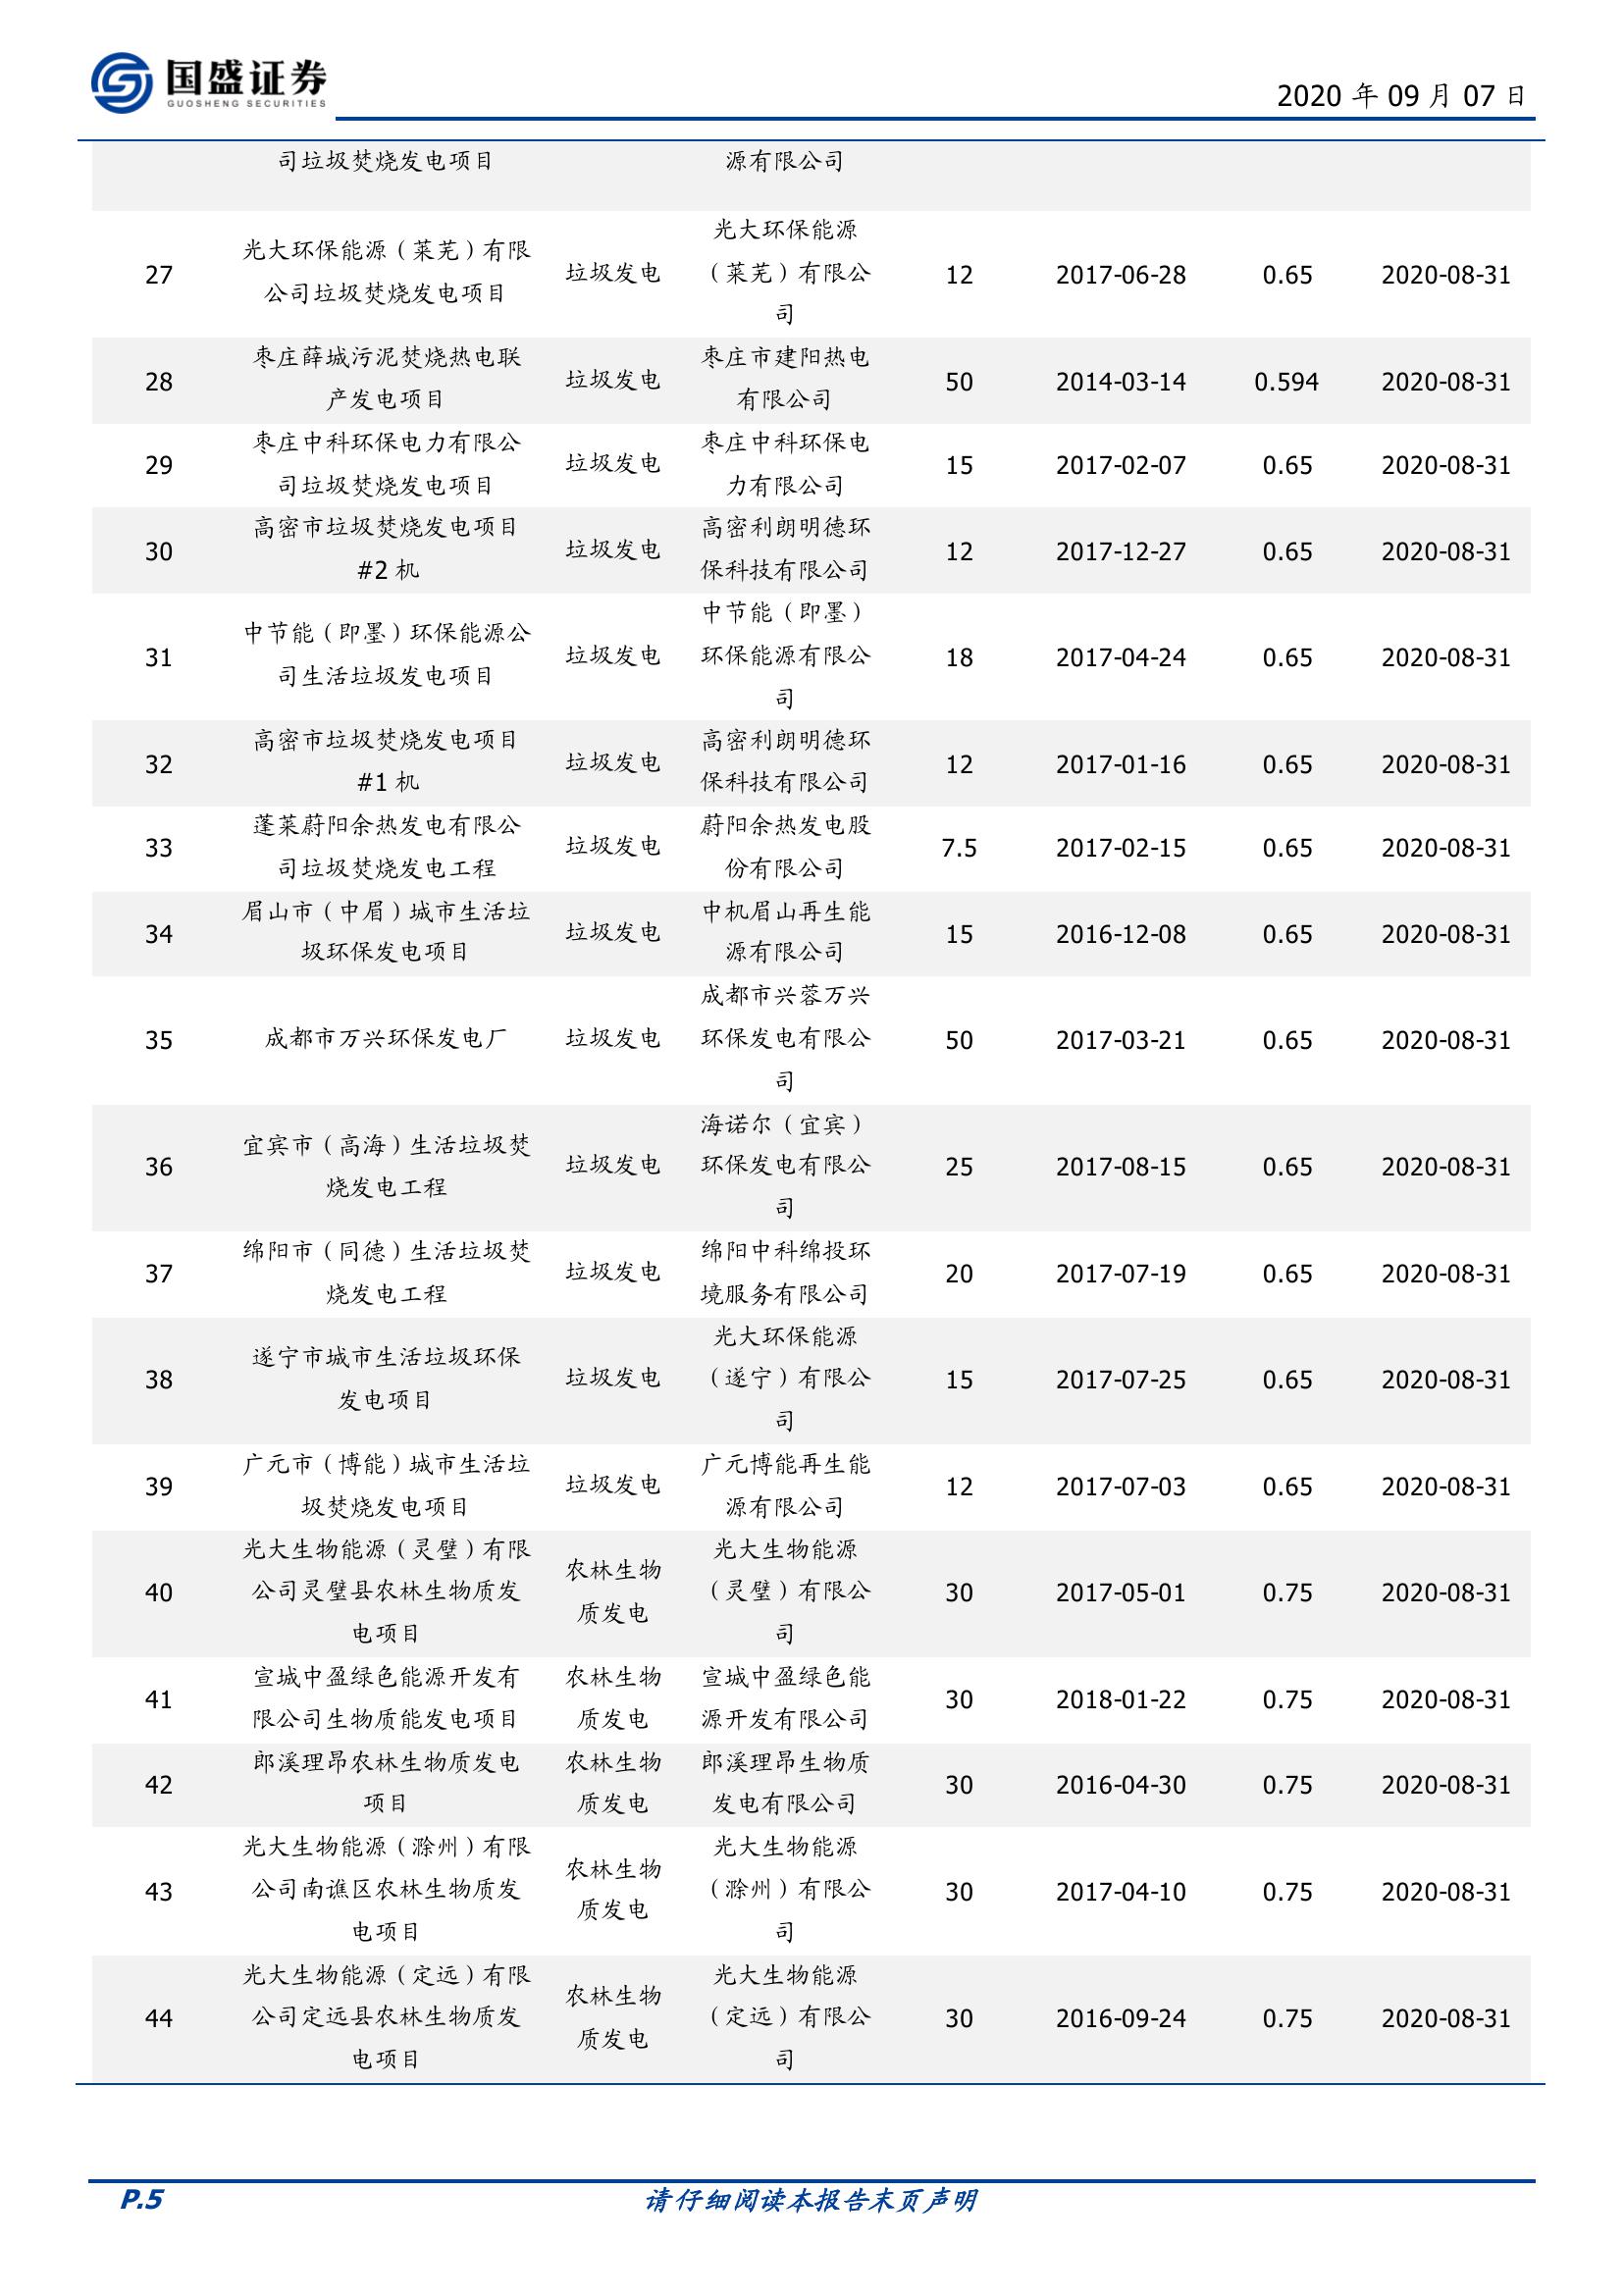 国盛证券
GUOSHENG SECURITIES
2020 年 09 月 07 日
司垃圾焚烧发电项目 源有限公司
光大环保能源
光大环保能源（莱芜）有限
27 垃圾发电 （莱芜）有限公 12 2017-06-28 0.65 2020-08-31
公司垃圾焚烧发电项目
司
枣庄薛城污泥焚烧热电联 枣庄市建阳热电
28 垃圾发电 50 2014-03-14 0.594 2020-08-31
产发电项目 有限公司
枣庄中科环保电力有限公 枣庄中科环保电
29 垃圾发电 15 2017-02-07 0.65 2020-08-31
司垃圾焚烧发电项目 力有限公司
高密市垃圾焚烧发电项目 高密利朗明德环
30 垃圾发电 12 2017-12-27 0.65 2020-08-31
#2 机 保科技有限公司
中节能（即墨）
中节能（即墨）环保能源公
31 垃圾发电 环保能源有限公 18 2017-04-24 0.65 2020-08-31
司生活垃圾发电项目
司
高密市垃圾焚烧发电项目 高密利朗明德环
32 垃圾发电 12 2017-01-16 0.65 2020-08-31
#1 机 保科技有限公司
蓬莱蔚阳余热发电有限公 蔚阳余热发电股
33 垃圾发电 7.5 2017-02-15 0.65 2020-08-31
司垃圾焚烧发电工程 份有限公司
眉山市（中眉）城市生活垃 中机眉山再生能
34 垃圾发电 15 2016-12-08 0.65 2020-08-31
圾环保发电项目 源有限公司
成都市兴蓉万兴
35 成都市万兴环保发电厂 垃圾发电 环保发电有限公 50 2017-03-21 0.65 2020-08-31
司
海诺尔（宜宾）
宜宾市（高海）生活垃圾焚
36 垃圾发电 环保发电有限公 25 2017-08-15 0.65 2020-08-31
烧发电工程
司
绵阳市（同德）生活垃圾焚 绵阳中科绵投环
37 垃圾发电 20 2017-07-19 0.65 2020-08-31
烧发电工程 境服务有限公司
光大环保能源
遂宁市城市生活垃圾环保
38 垃圾发电 （遂宁）有限公 15 2017-07-25 0.65 2020-08-31
发电项目
司
广元市（博能）城市生活垃 广元博能再生能
39 垃圾发电 12 2017-07-03 0.65 2020-08-31
圾焚烧发电项目 源有限公司
光大生物能源（灵璧）有限 光大生物能源
农林生物
40 公司灵璧县农林生物质发 （灵璧）有限公 30 2017-05-01 0.75 2020-08-31
质发电
电项目 司
宣城中盈绿色能源开发有 农林生物 宣城中盈绿色能
41 30 2018-01-22 0.75 2020-08-31
限公司生物质能发电项目 质发电 源开发有限公司
郎溪理昂农林生物质发电 农林生物 郎溪理昂生物质
42 30 2016-04-30 0.75 2020-08-31
项目 质发电 发电有限公司
光大生物能源（滁州）有限 光大生物能源
农林生物
43 公司南谯区农林生物质发 （滁州）有限公 30 2017-04-10 0.75 2020-08-31
质发电
电项目 司
光大生物能源（定远）有限 光大生物能源
农林生物
44 公司定远县农林生物质发 （定远）有限公 30 2016-09-24 0.75 2020-08-31
质发电
电项目 司
P.5 请仔细阅读本报告末页声明